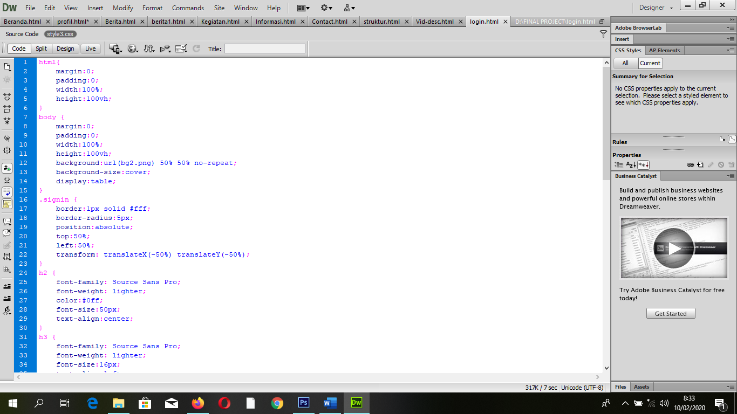 Dw File Edit View Insert Modify Format Commands Site Window Help
Designer
Beranda.html profil.html* Berita.html berita1.html Kegiatan.html Informasi.html Contact.html struktur.html Vid-desc.html login.html D:\FINAL PROJECT\login.html
Source Code style3.css
Code Split Design Live Title:
1 html{
2 margin:0;
3 padding:0;
4 width:100%;
5 height:100vh;
6 }
7 body {
8 margin:0;
9 padding:0;
10 width:100%;
11 height:100vh;
12 background:url(bg2.png) 50% 50% no-repeat;
13 background-size:cover;
14 display:table;
15 }
16 .signin {
17 border:1px solid #fff;
18 border-radius:5px;
19 position:absolute;
20 top:50%;
21 left:50%;
22 transform: translateX(-50%) translateY(-50%);
23 }
24 h2 {
25 font-family: Source Sans Pro;
26 font-weight: lighter;
27 color:#0ff;
28 font-size:50px;
29 text-align:center;
30 }
31 h3 {
32 font-family: Source Sans Pro;
33 font-weight: lighter;
34 font-size:16px;
317K / 7 sec Unicode (UTF-8)
Adobe BrowserLab
Insert
CSS Styles AP Elements
All Current
Summary for Selection
No CSS properties apply to the current
selection. Please select a styled element to
see which CSS properties apply.
Rules
Properties
Business Catalyst
Build and publish business websites
and powerful online stores within
Dreamweaver.
Try Adobe Business Catalyst for free
today!
Get Started
Files Assets
Ps W Dw
8:33
10/02/2020